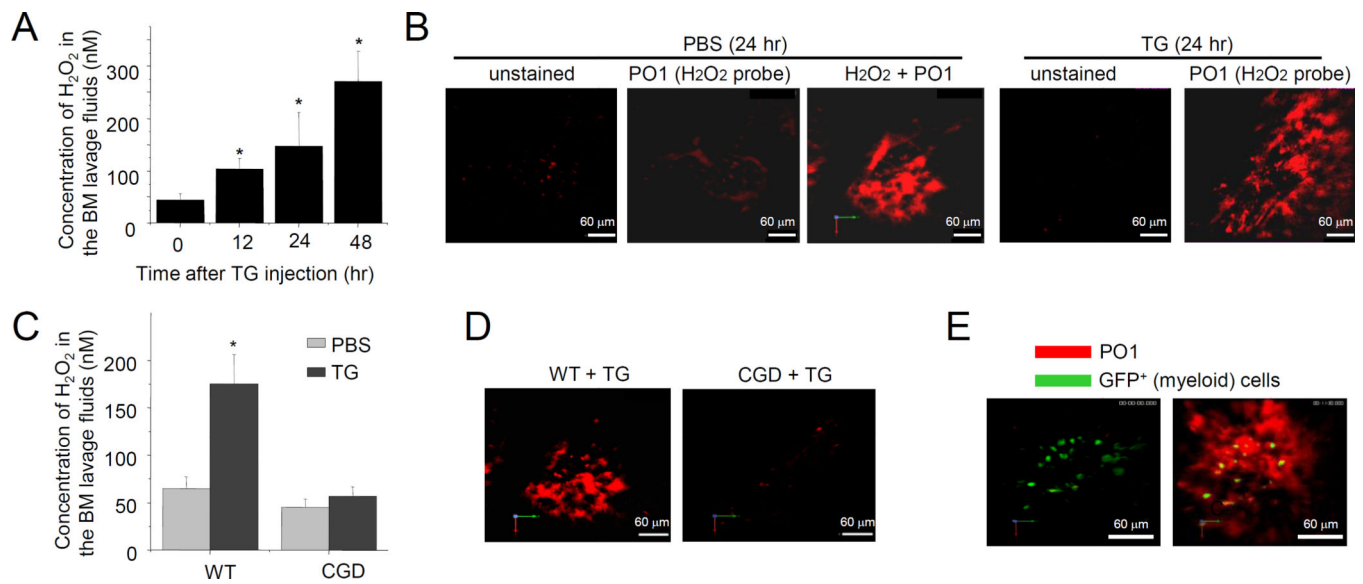 A
Concentration of H₂O₂ in
the BM lavage fluids (nM)
300
200
100
0
*
*
*
0
12
24
48
Time after TG injection (hr)
B
PBS (24 hr)
TG (24 hr)
unstained
PO1 (H2O2 probe)
H₂O₂ + PO1
unstained
PO1 (H2O2 probe)
60 µm
60 µm
60 µm
60 µm
60 µm
C
Concentration of H₂O₂ in
the BM lavage fluids (nM)
200
150
100
50
0
*
PBS
TG
WT
CGD
D
WT + TG
CGD + TG
60 µm
60 µm
E
PO1
GFP⁺ (myeloid) cells
60 µm
60 µm